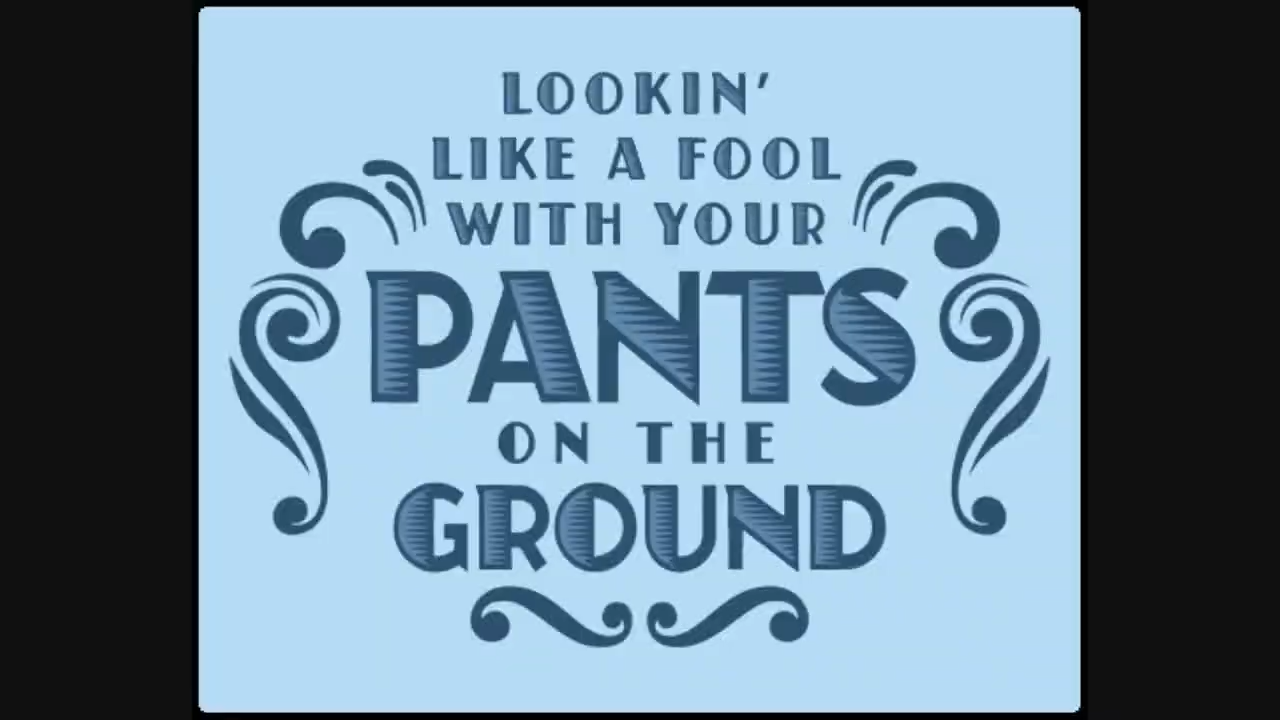 LOOKIN'
LIKE A FOOL
WITH YOUR
PANTS
ON THE
GROUND